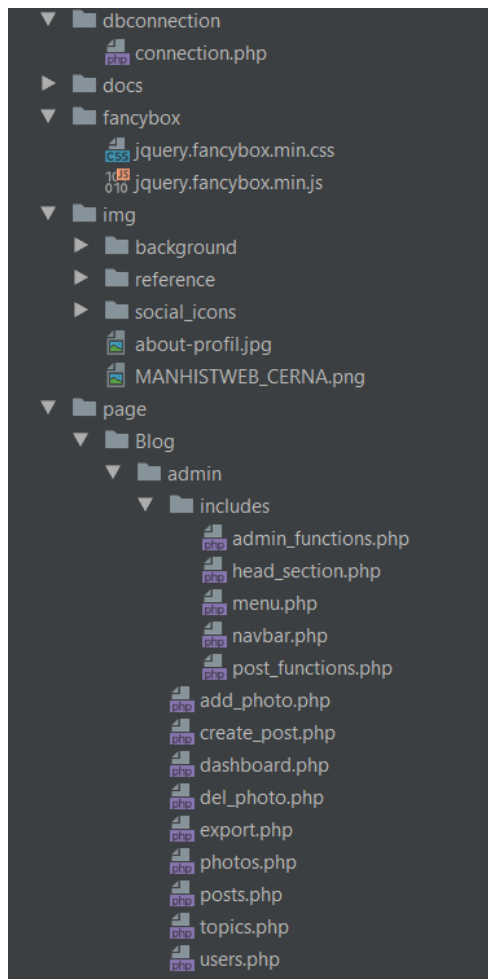 dbconnection
connection.php
docs
fancybox
jquery.fancybox.min.css
jquery.fancybox.min.js
img
background
reference
social_icons
about-profil.jpg
MANHISTWEB_CERNA.png
page
Blog
admin
includes
admin_functions.php
head_section.php
menu.php
navbar.php
post_functions.php
add_photo.php
create_post.php
dashboard.php
del_photo.php
export.php
photos.php
posts.php
topics.php
users.php